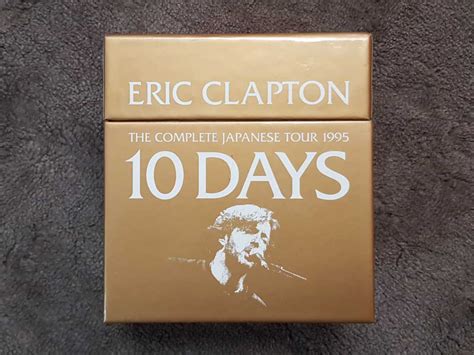 ERIC CLAPTON
THE COMPLETE JAPANESE TOUR 1995
10 DAYS